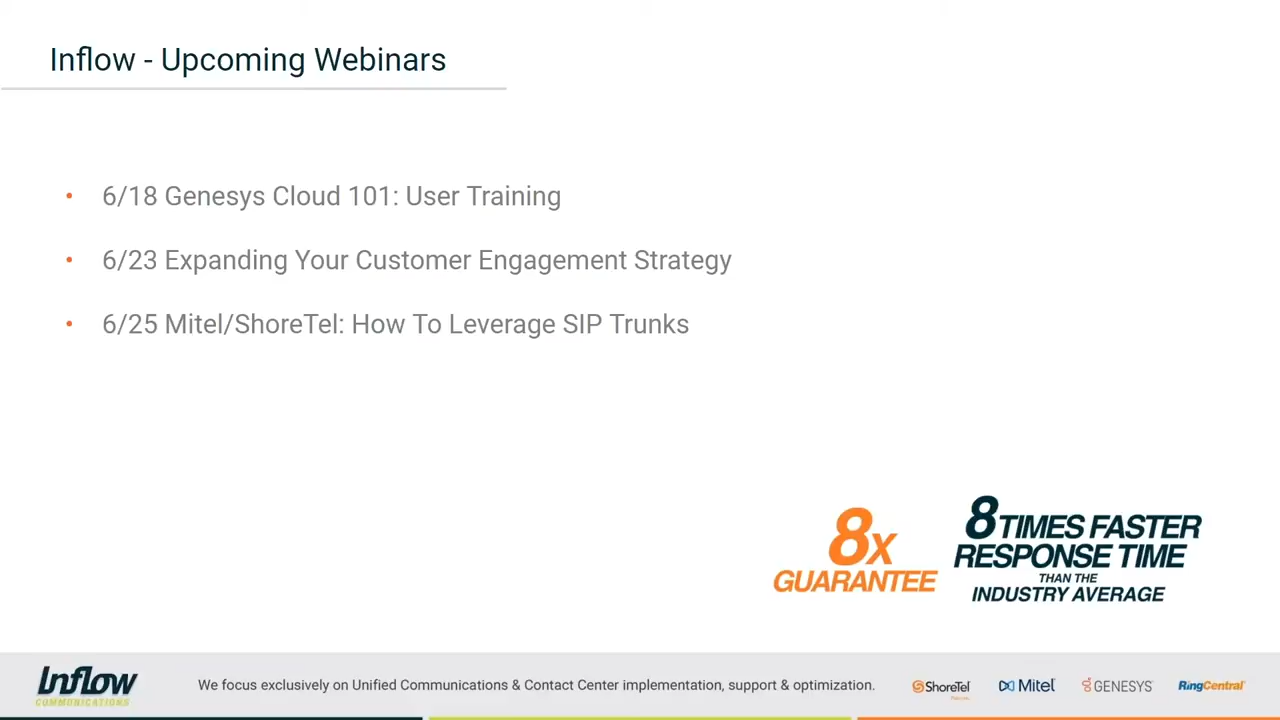 Inflow - Upcoming Webinars
• 6/18 Genesys Cloud 101: User Training
• 6/23 Expanding Your Customer Engagement Strategy
• 6/25 Mitel/ShoreTel: How To Leverage SIP Trunks
8x
GUARANTEE
8 TIMES FASTER
RESPONSE TIME
THAN THE
INDUSTRY AVERAGE
Inflow
COMMUNICATIONS
We focus exclusively on Unified Communications & Contact Center implementation, support & optimization.
ShoreTel
Mitel
GENESYS
RingCentral